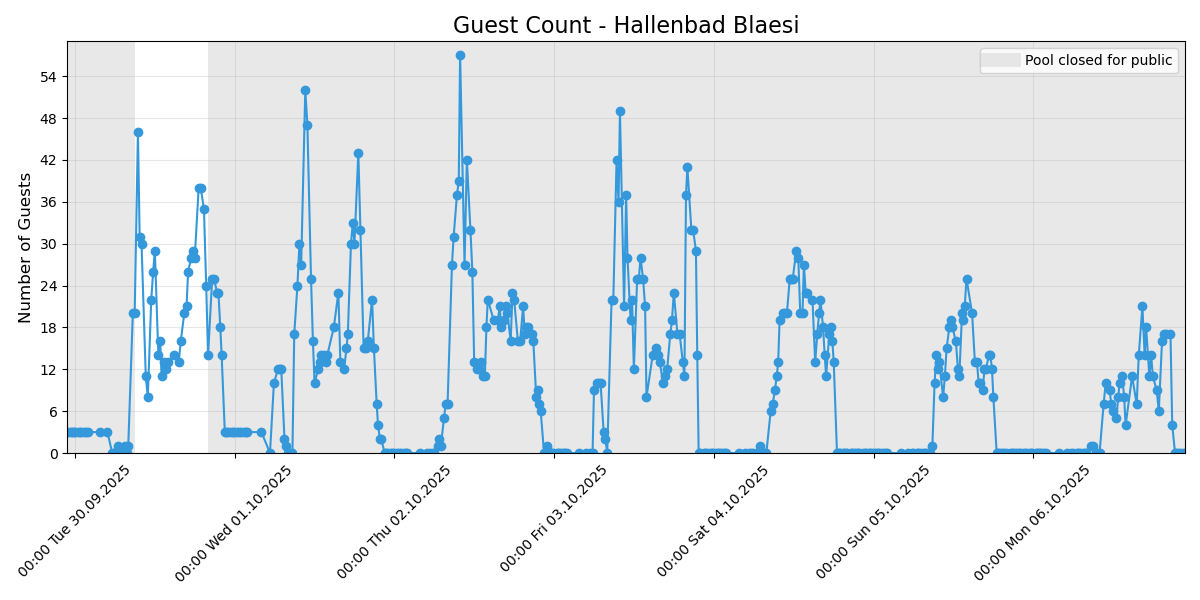 Guest Count - Hallenbad Blaesi
Pool closed for public
Number of Guests
54
48
42
36
30
24
18
12
6
0
00:00 Tue 30.09.2025
00:00 Wed 01.10.2025
00:00 Thu 02.10.2025
00:00 Fri 03.10.2025
00:00 Sat 04.10.2025
00:00 Sun 05.10.2025
00:00 Mon 06.10.2025